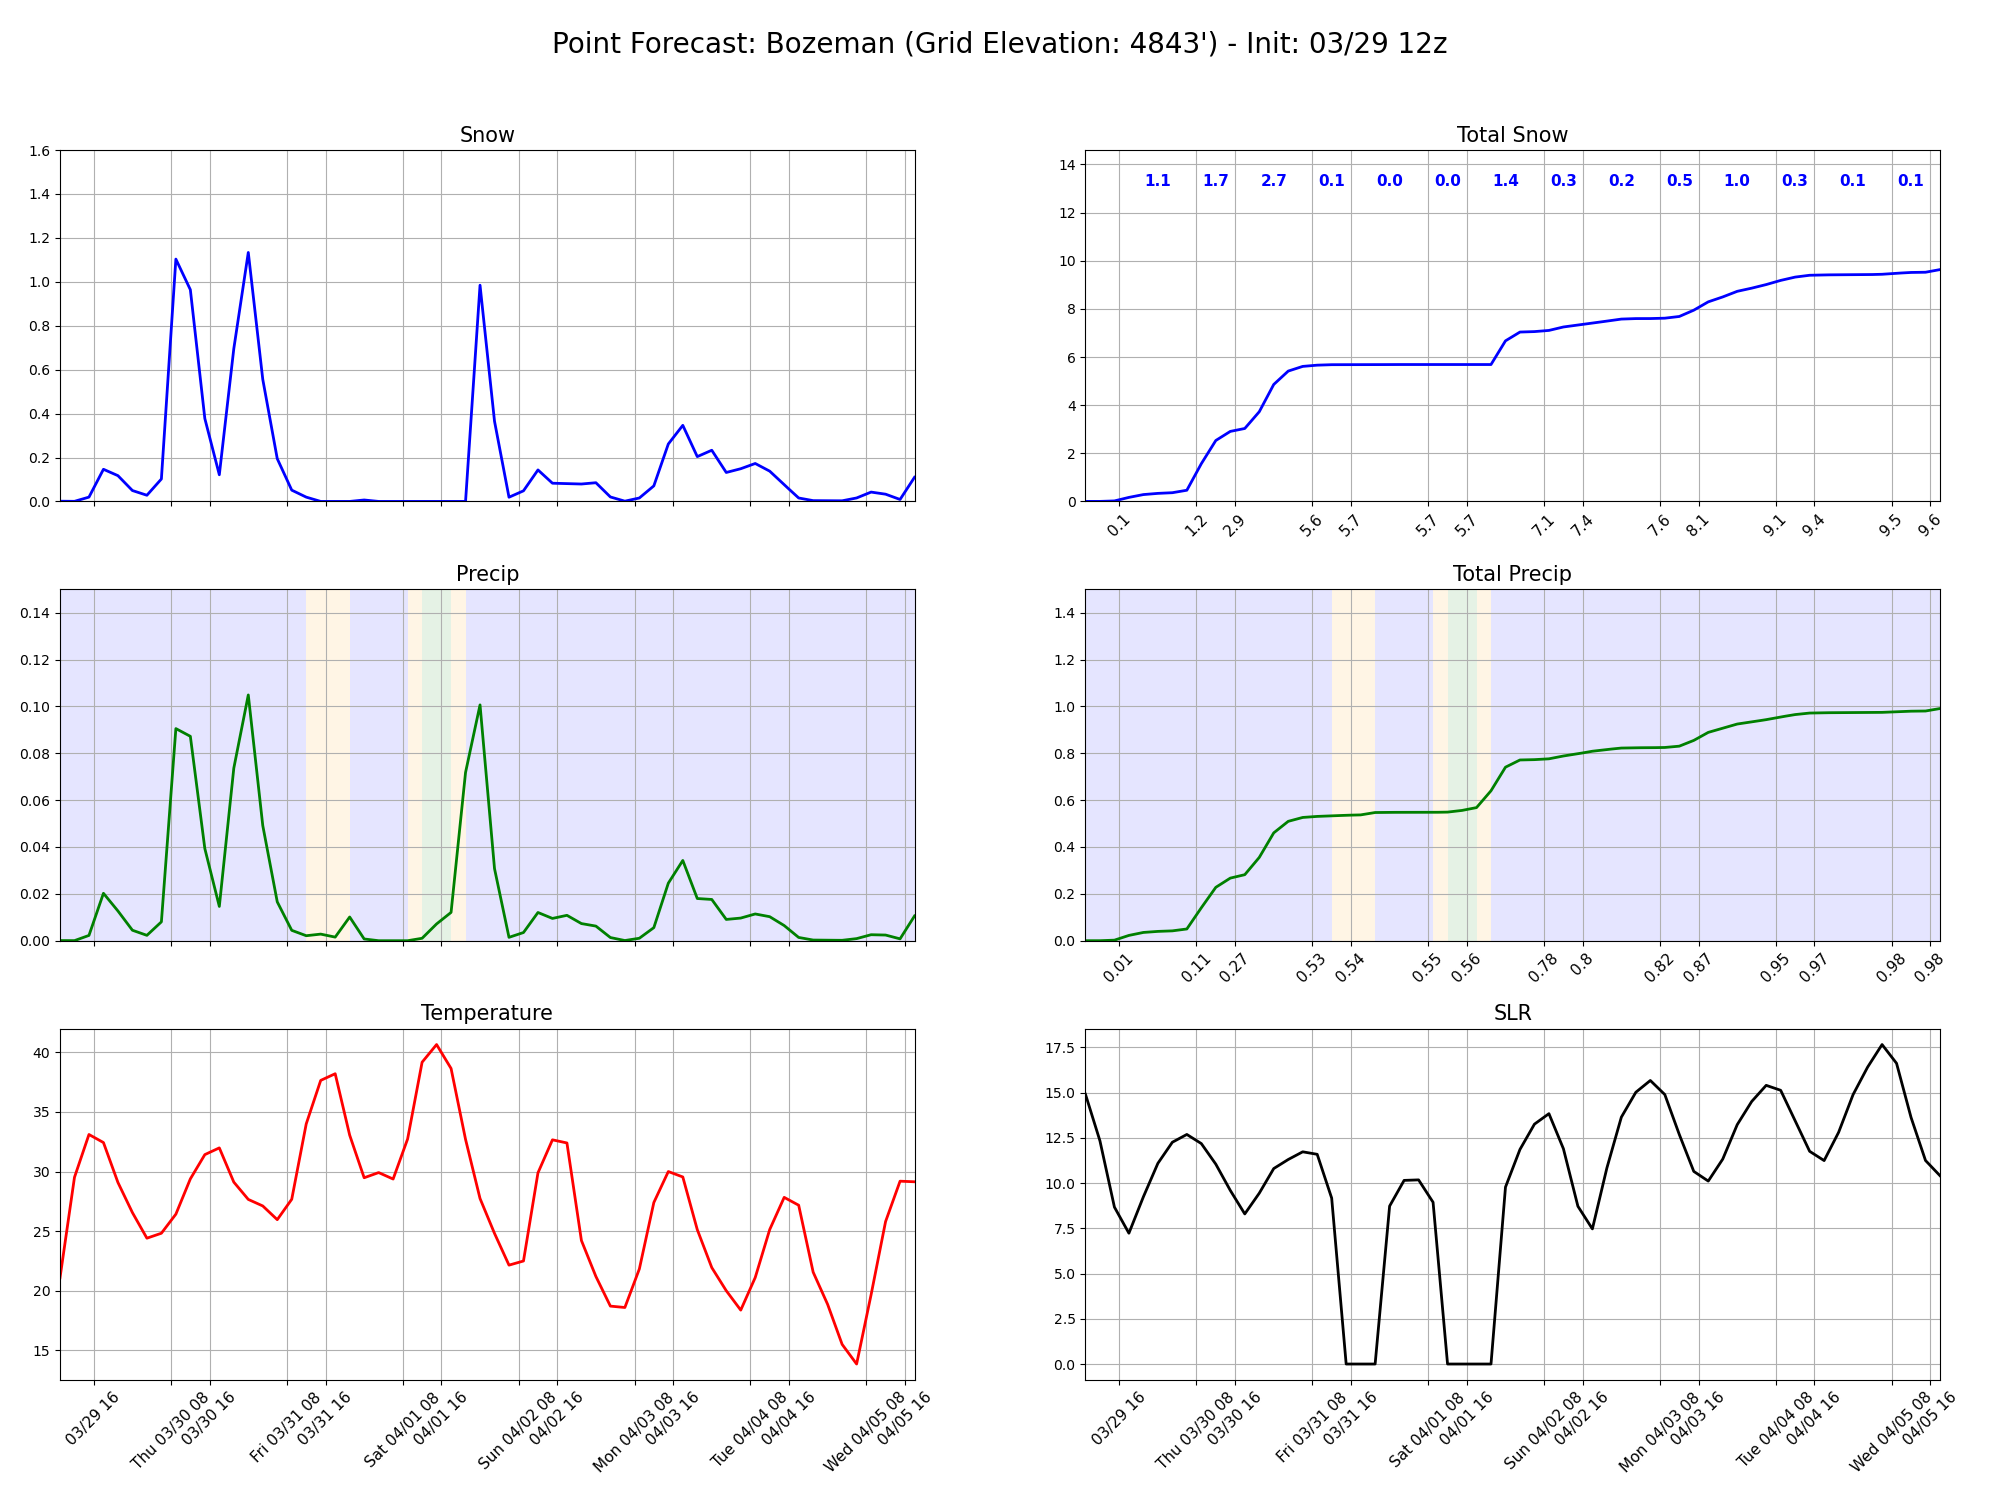 Point Forecast: Bozeman (Grid Elevation: 4843') - Init: 03/29 12z
Snow
1.6
1.4
1.2
1.0
0.8
0.6
0.4
0.2
0.0
Total Snow
14
12
10
8
6
4
2
0
1.1 1.7 2.7 0.1 0.0 0.0 1.4 0.3 0.2 0.5 1.0 0.3 0.1 0.1
0.1 1.2 2.9 5.6 5.7 5.7 5.7 7.1 7.4 7.6 8.1 9.1 9.4 9.5 9.6
Precip
0.14
0.12
0.10
0.08
0.06
0.04
0.02
0.00
Total Precip
1.4
1.2
1.0
0.8
0.6
0.4
0.2
0.0
0.01 0.11 0.27 0.53 0.54 0.55 0.56 0.78 0.8 0.82 0.87 0.95 0.97 0.98 0.98
Temperature
40
35
30
25
20
15
03/29 16
Thu 03/30 08
03/30 16
Fri 03/31 08
03/31 16
Sat 04/01 08
04/01 16
Sun 04/02 08
04/02 16
Mon 04/03 08
04/03 16
Tue 04/04 08
04/04 16
Wed 04/05 08
04/05 16
SLR
17.5
15.0
12.5
10.0
7.5
5.0
2.5
0.0
03/29 16
Thu 03/30 08
03/30 16
Fri 03/31 08
03/31 16
Sat 04/01 08
04/01 16
Sun 04/02 08
04/02 16
Mon 04/03 08
04/03 16
Tue 04/04 08
04/04 16
Wed 04/05 08
04/05 16